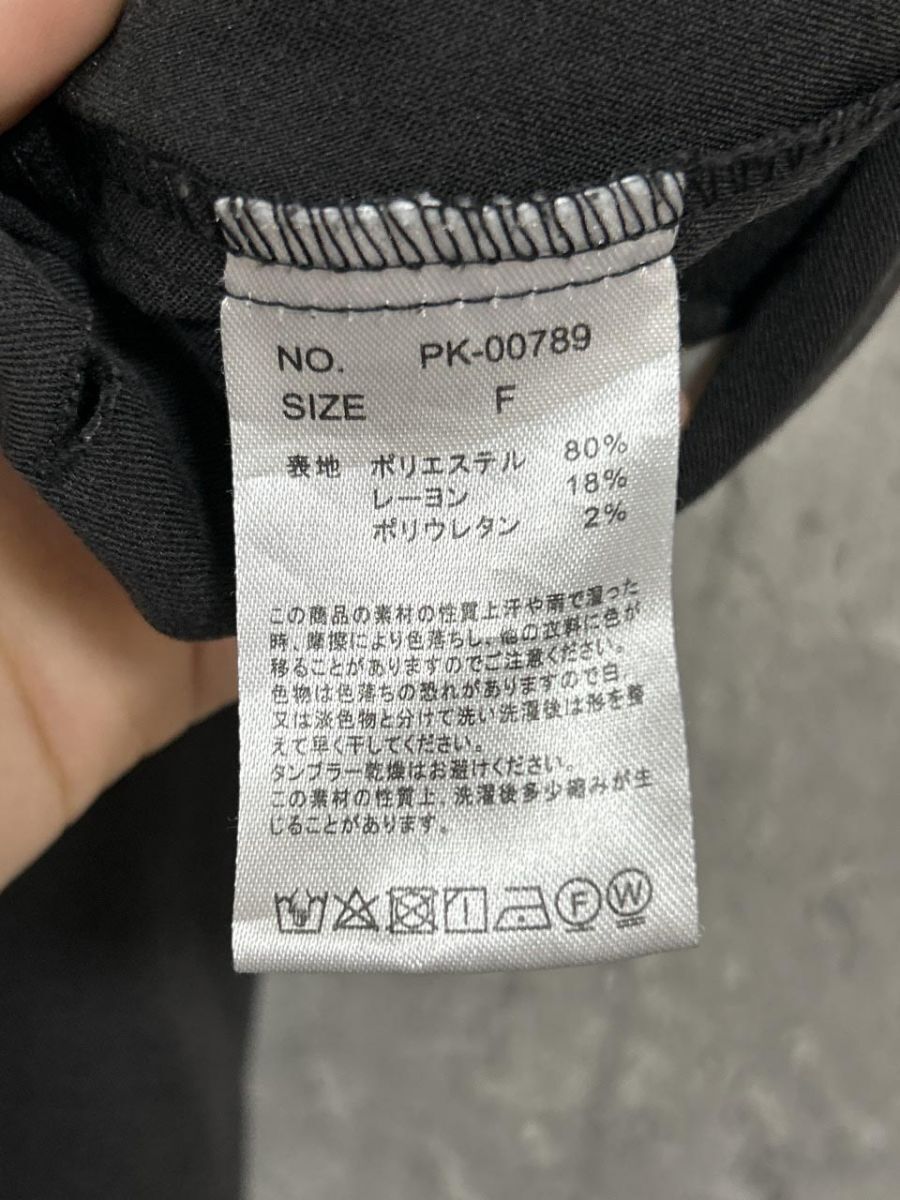 NO. PK-00789
SIZE F
表地 ポリエステル 80%
レーヨン 18%
ポリウレタン 2%
この商品の素材の性質上汗や雨で湿った
時、摩擦により色落ちし、他の衣料に色が
移ることがありますのでご注意ください。
色物は色落ちの恐れがありますので白、
又は淡色物と分けて洗い洗濯後は形を整
えて早く干してください。
タンブラー乾燥はお避けください。
この素材の性質上、洗濯後多少縮みが生
じることがあります。
F W